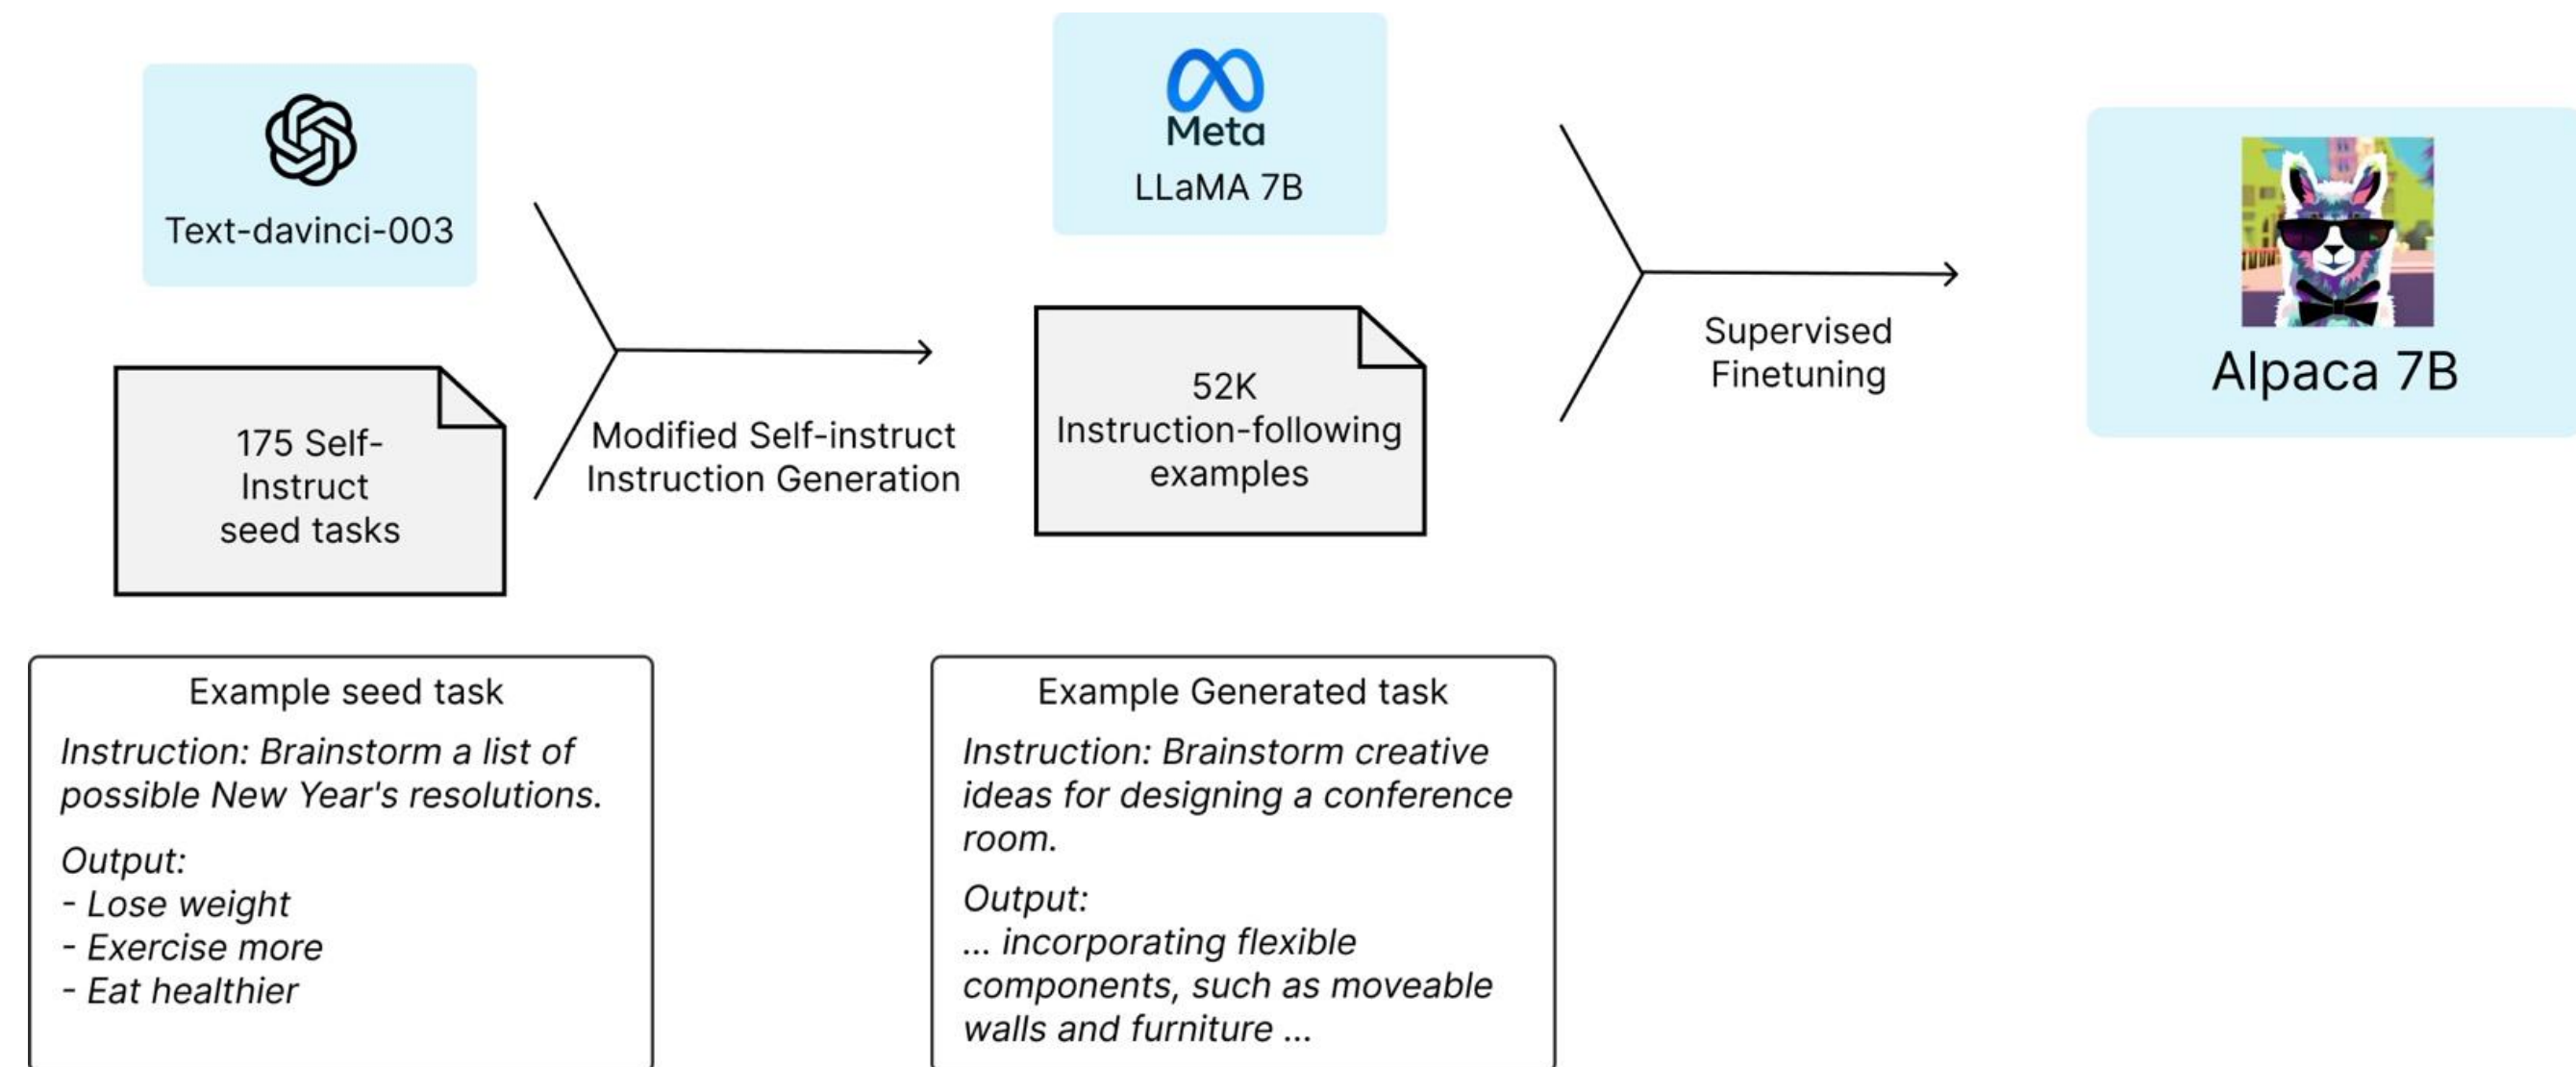 Text-davinci-003
175 Self-
Instruct
seed tasks
Modified Self-instruct
Instruction Generation
Meta
LLaMA 7B
52K
Instruction-following
examples
Supervised
Finetuning
Alpaca 7B
Example seed task
Instruction: Brainstorm a list of
possible New Year's resolutions.
Output:
- Lose weight
- Exercise more
- Eat healthier
Example Generated task
Instruction: Brainstorm creative
ideas for designing a conference
room.
Output:
... incorporating flexible
components, such as moveable
walls and furniture ...